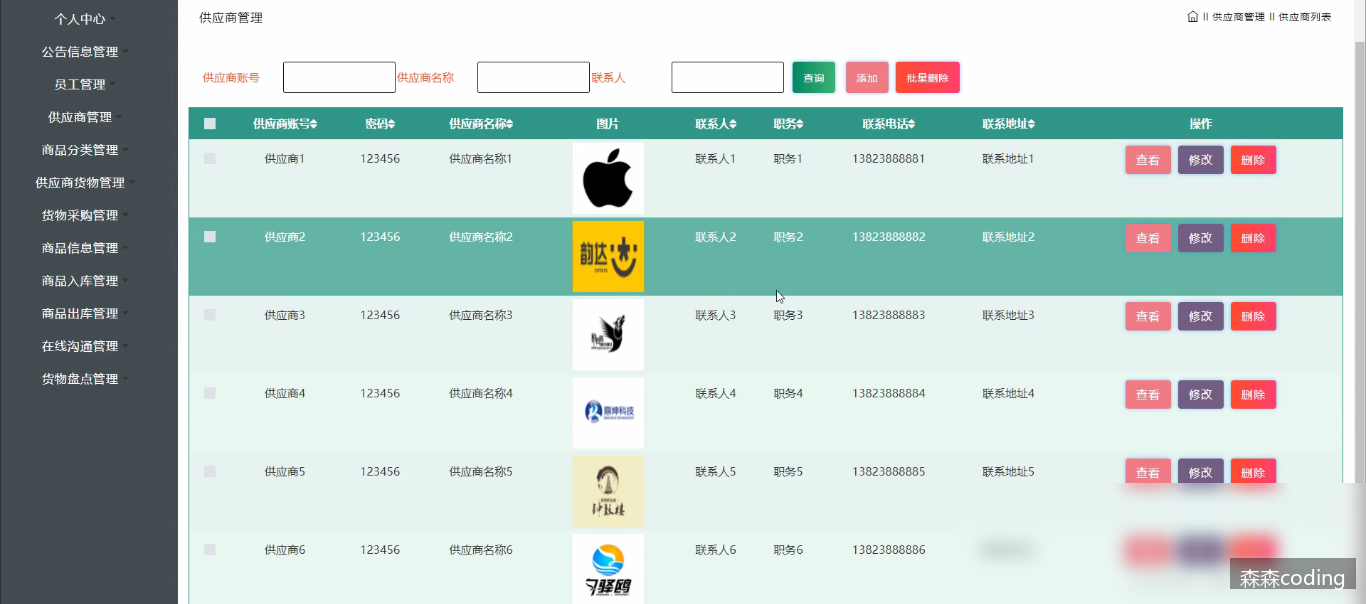 个人中心
公告信息管理
员工管理
供应商管理
商品分类管理
供应商货物管理
货物采购管理
商品信息管理
商品入库管理
商品出库管理
在线沟通管理
货物盘点管理
供应商管理
供应商管理 供应商列表
供应商账号 供应商名称 联系人 查询 添加 批量删除
供应商账号 密码 供应商名称 图片 联系人 职务 联系电话 联系地址 操作
供应商1 123456 供应商名称1 联系人1 职务1 13823888881 联系地址1 查看 修改 删除
供应商2 123456 供应商名称2 韵达 联系人2 职务2 13823888882 联系地址2 查看 修改 删除
供应商3 123456 供应商名称3 联系人3 职务3 13823888883 联系地址3 查看 修改 删除
供应商4 123456 供应商名称4 联系人4 职务4 13823888884 联系地址4 查看 修改 删除
供应商5 123456 供应商名称5 钟鼓楼 联系人5 职务5 13823888885 联系地址5 查看 修改 删除
供应商6 123456 供应商名称6 联系人6 职务6 13823888886
森森coding